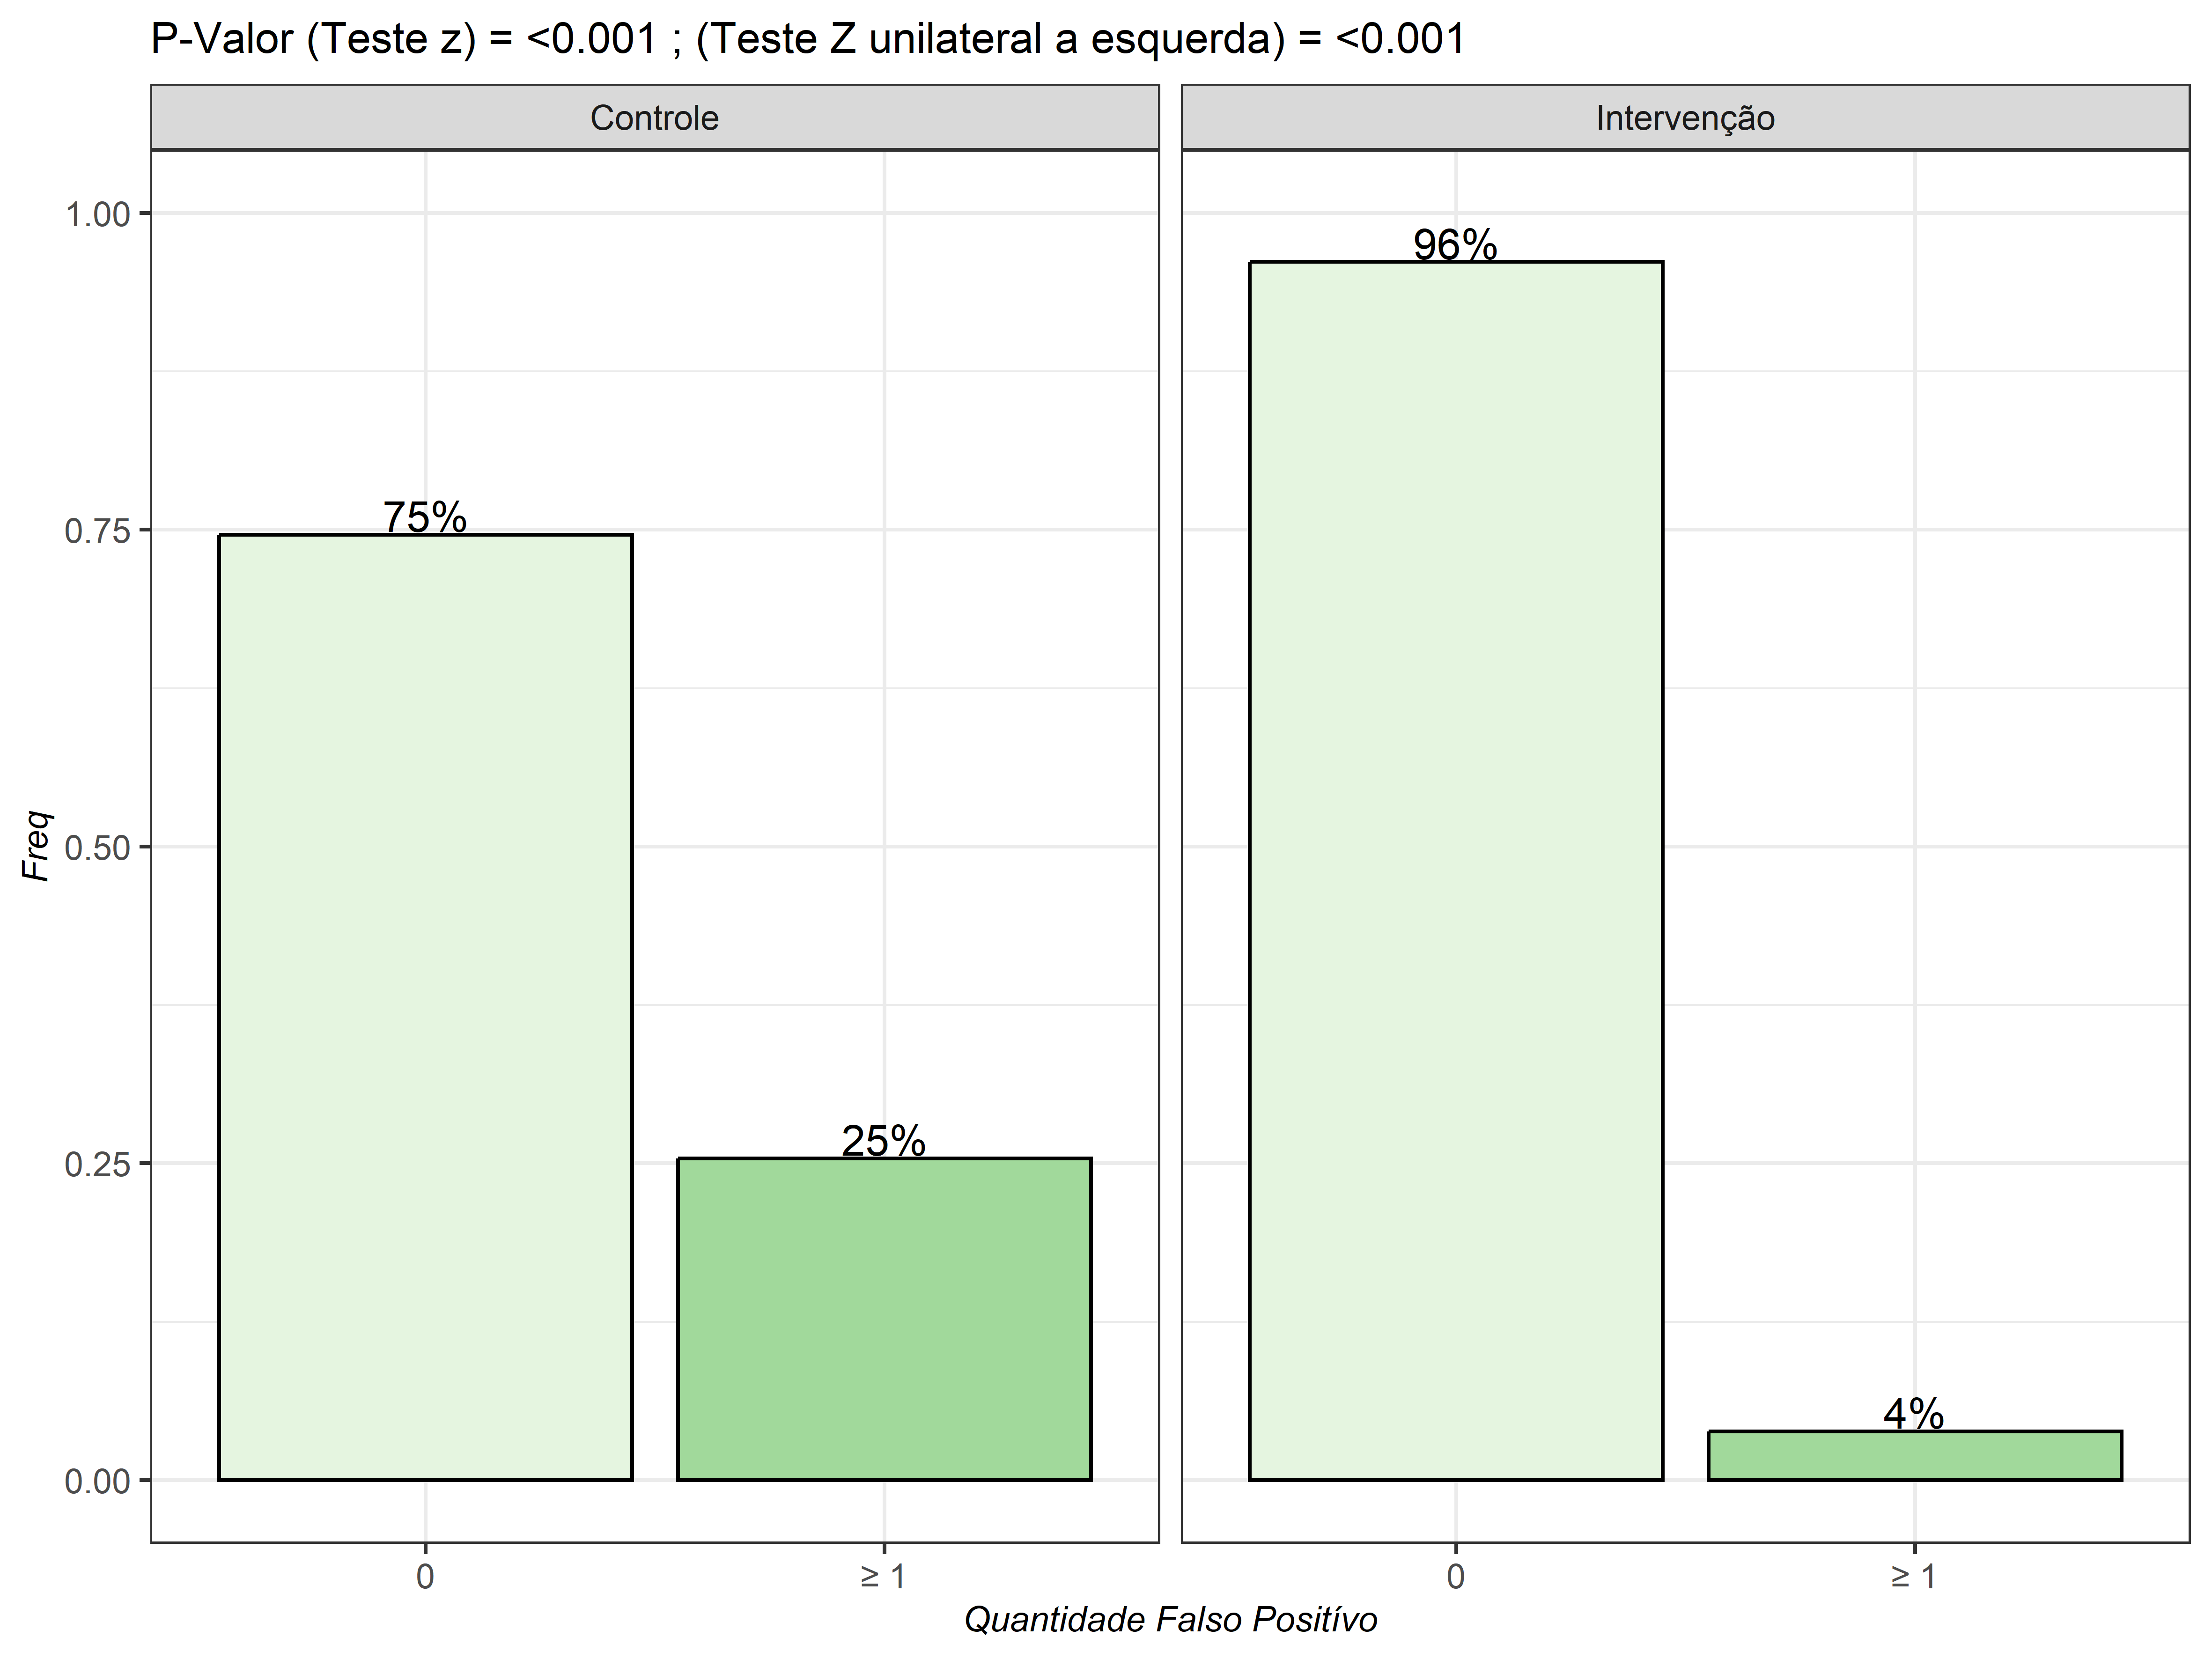 P-Valor (Teste z) = <0.001 ; (Teste Z unilateral a esquerda) = <0.001
Controle
Intervenção
1.00
0.75
0.50
0.25
0.00
Freq
75%
25%
96%
4%
0
≥ 1
0
≥ 1
Quantidade Falso Positívo